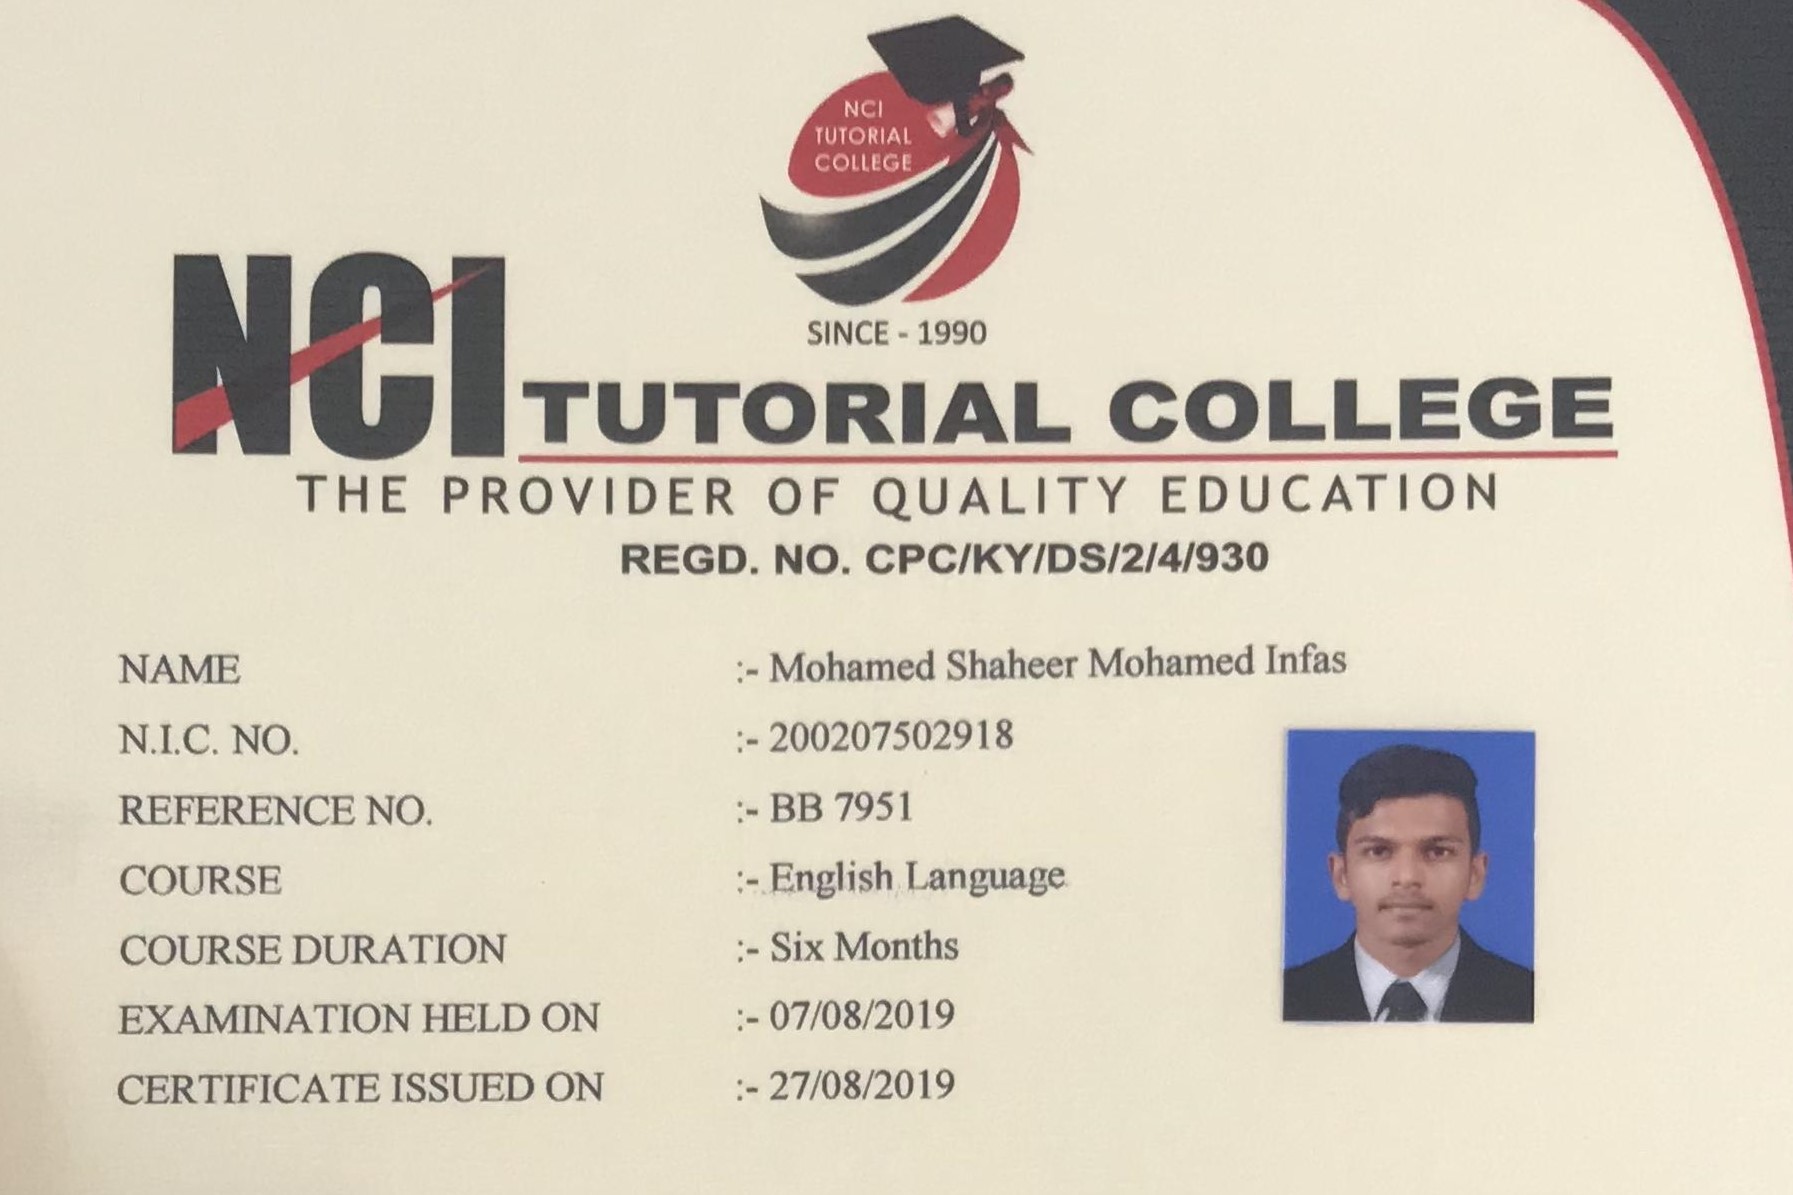 NCI
TUTORIAL
COLLEGE
SINCE - 1990
NCI TUTORIAL COLLEGE
THE PROVIDER OF QUALITY EDUCATION
REGD. NO. CPC/KY/DS/2/4/930
NAME :- Mohamed Shaheer Mohamed Infas
N.I.C. NO. :- 200207502918
REFERENCE NO. :- BB 7951
COURSE :- English Language
COURSE DURATION :- Six Months
EXAMINATION HELD ON :- 07/08/2019
CERTIFICATE ISSUED ON :- 27/08/2019